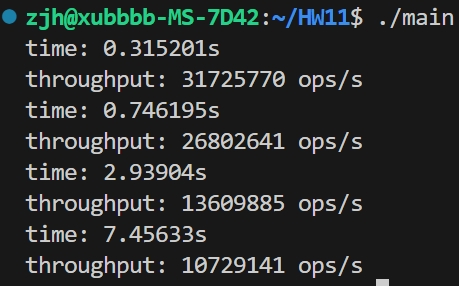 zjh@xubbbb-MS-7D42:~/HW11$ ./main
time: 0.315201s
throughput: 31725770 ops/s
time: 0.746195s
throughput: 26802641 ops/s
time: 2.93904s
throughput: 13609885 ops/s
time: 7.45633s
throughput: 10729141 ops/s